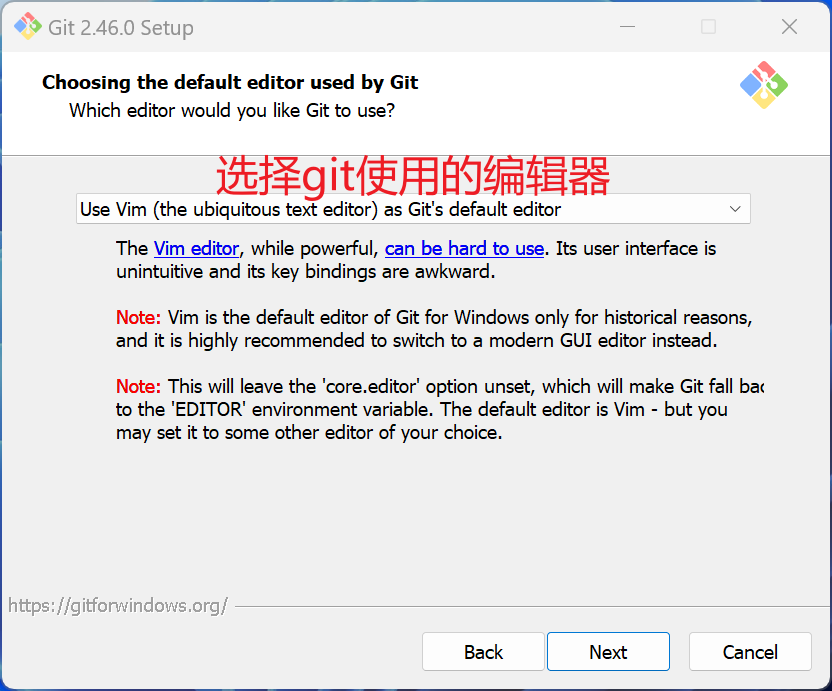 Git 2.46.0 Setup
Choosing the default editor used by Git
Which editor would you like Git to use?
选择git使用的编辑器
Use Vim (the ubiquitous text editor) as Git's default editor
The Vim editor, while powerful, can be hard to use. Its user interface is
unintuitive and its key bindings are awkward.
Note: Vim is the default editor of Git for Windows only for historical reasons,
and it is highly recommended to switch to a modern GUI editor instead.
Note: This will leave the 'core.editor' option unset, which will make Git fall bac
to the 'EDITOR' environment variable. The default editor is Vim - but you
may set it to some other editor of your choice.
https://gitforwindows.org/
Back
Next
Cancel